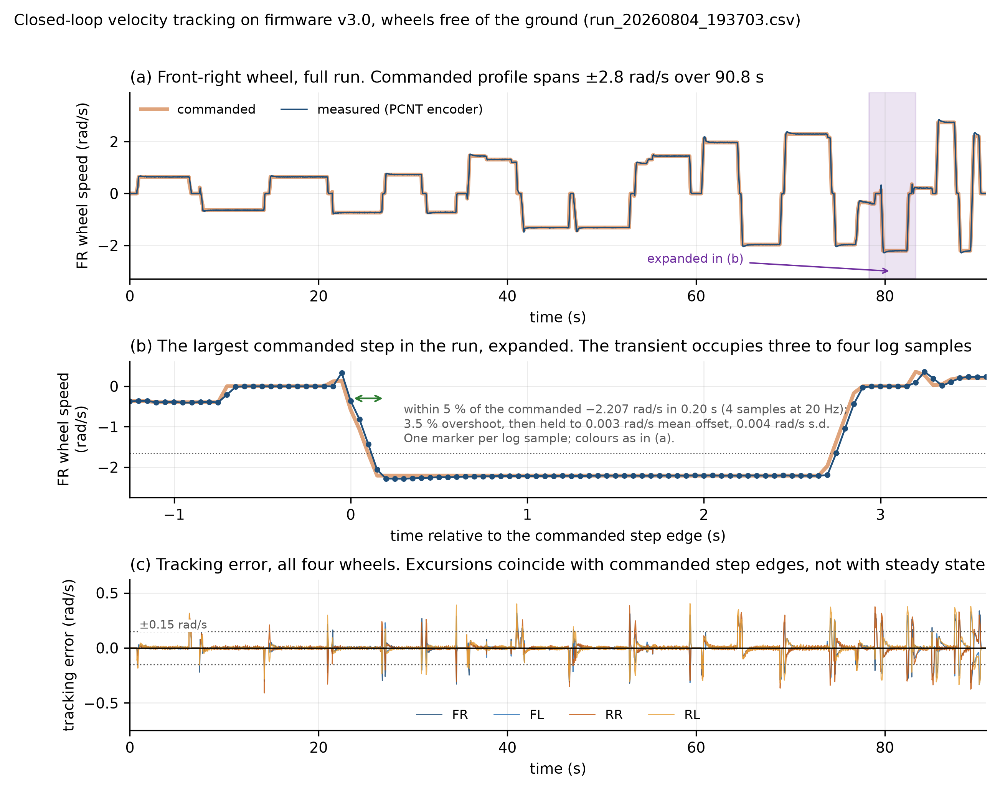 Closed-loop velocity tracking on firmware v3.0, wheels free of the ground (run_20260804_193703.csv)
(a) Front-right wheel, full run. Commanded profile spans ±2.8 rad/s over 90.8 s
FR wheel speed (rad/s)
commanded
measured (PCNT encoder)
2
0
−2
expanded in (b)
0
20
40
60
80
time (s)
(b) The largest commanded step in the run, expanded. The transient occupies three to four log samples
FR wheel speed
(rad/s)
0
−1
−2
within 5 % of the commanded −2.207 rad/s in 0.20 s (4 samples at 20 Hz);
3.5 % overshoot, then held to 0.003 rad/s mean offset, 0.004 rad/s s.d.
One marker per log sample; colours as in (a).
−1
0
1
2
3
time relative to the commanded step edge (s)
(c) Tracking error, all four wheels. Excursions coincide with commanded step edges, not with steady state
tracking error (rad/s)
0.5
0.0
−0.5
±0.15 rad/s
FR
FL
RR
RL
0
20
40
60
80
time (s)